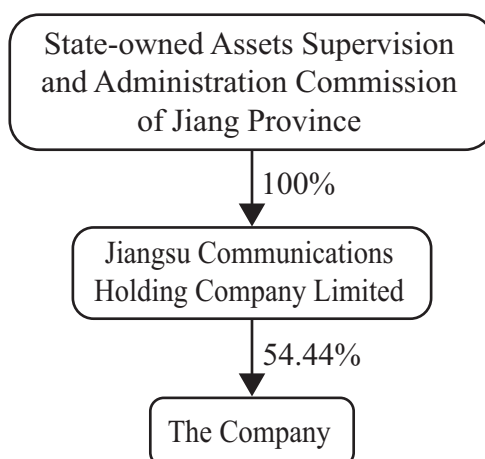 State-owned Assets Supervision
and Administration Commission
of Jiang Province
100%
Jiangsu Communications
Holding Company Limited
54.44%
The Company